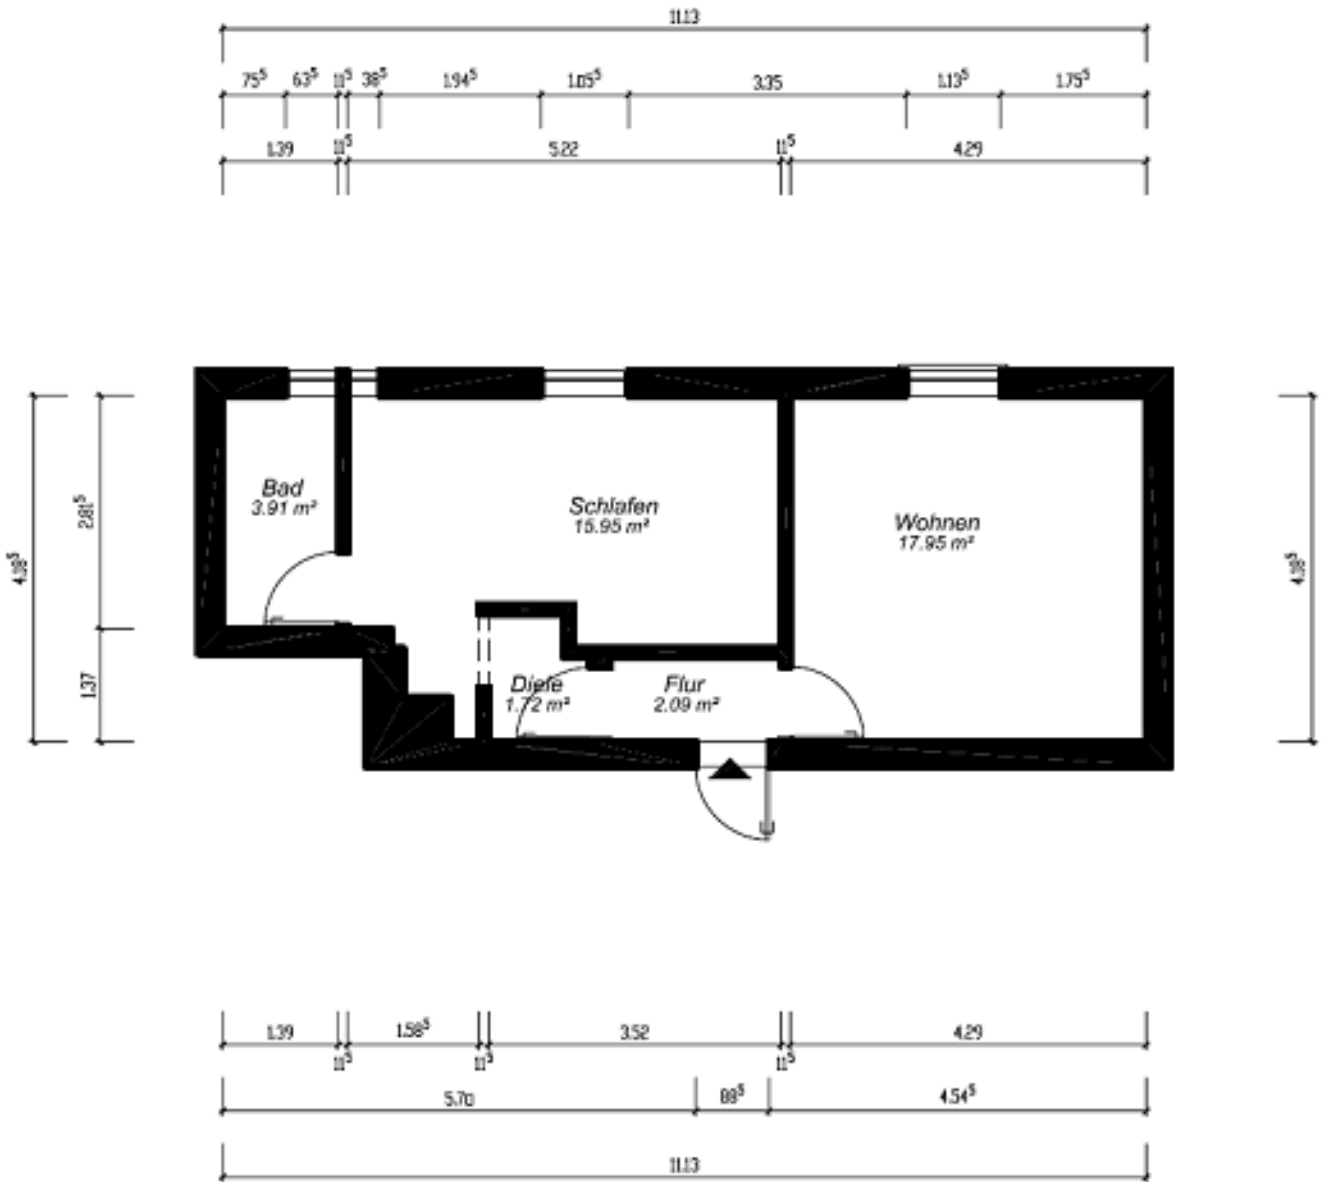 11.13
75⁵ 63⁵ 11⁵ 38⁵ 1.94⁵ 1.05⁵ 3.35 1.13⁵ 1.75⁵
1.39 11⁵ 5.22 11⁵ 4.29
Bad
3.91 m²
Schlafen
15.95 m²
Wohnen
17.95 m²
2.81⁵
4.18⁵
4.18⁵
1.37
Diele
1.72 m²
Flur
2.09 m²
1.39 1.58⁵ 3.52 4.29
11⁵ 11⁵ 11⁵
5.70 88⁵ 4.54⁵
11.13